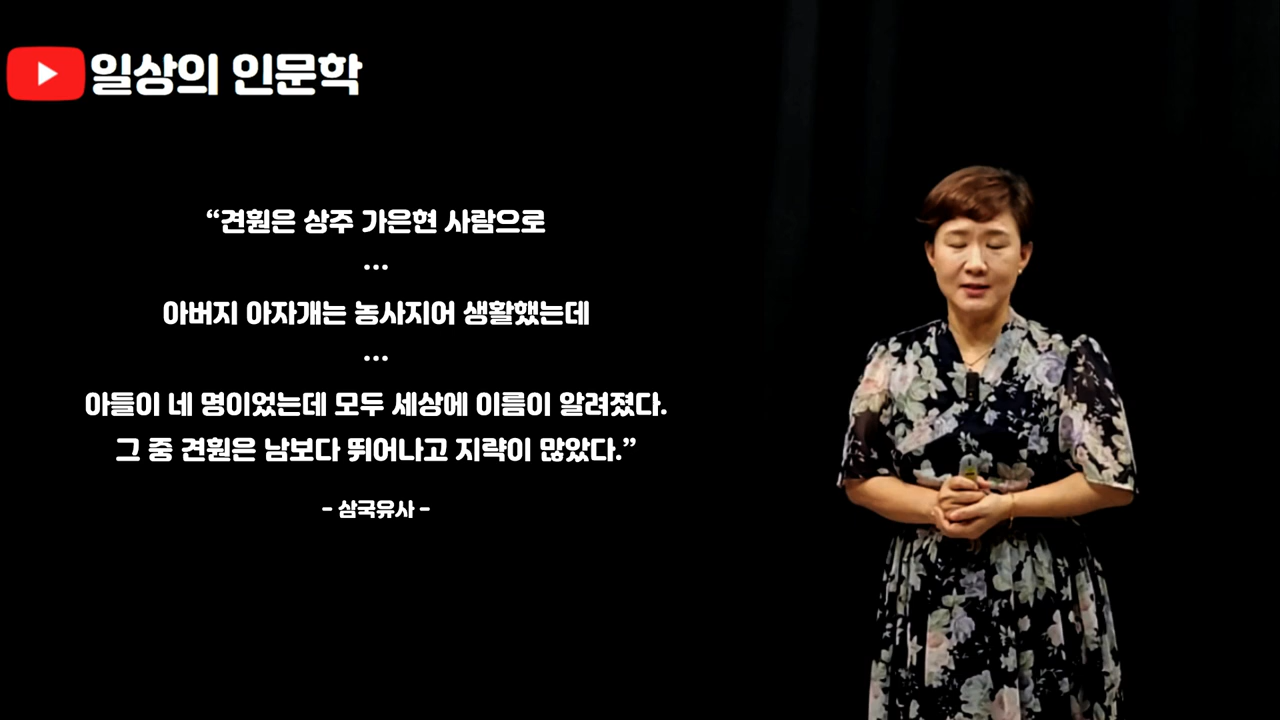 일상의 인문학
“견훤은 상주 가은현 사람으로
...
아버지 아자개는 농사지어 생활했는데
...
아들이 네 명이었는데 모두 세상에 이름이 알려졌다.
그 중 견훤은 남보다 뛰어나고 지략이 많았다.”
- 삼국유사 -